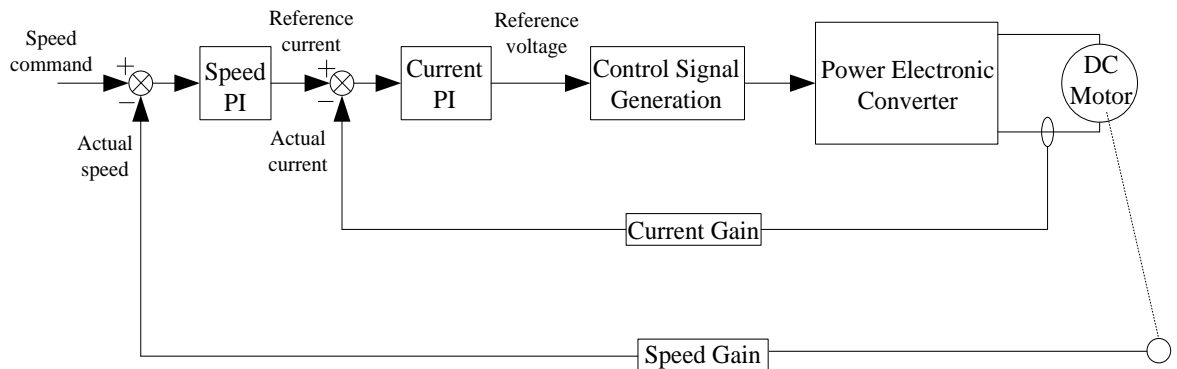 Speed
command
+
−
Actual
speed
Speed
PI
Reference
current
+
−
Actual
current
Current
PI
Reference
voltage
Control Signal
Generation
Power Electronic
Converter
DC
Motor
Current Gain
Speed Gain